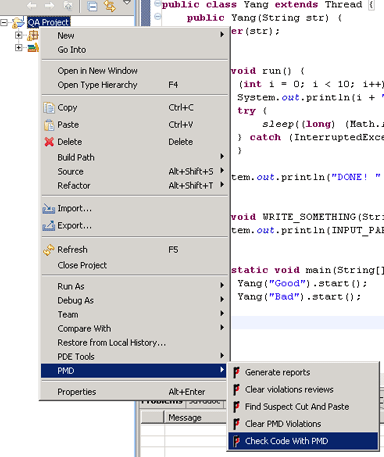 public class Yang extends Thread {
public Yang(String str) {
er(str);
QA Project
New
Go Into
Open in New Window
Open Type Hierarchy F4
Copy Ctrl+C
Paste Ctrl+V
Delete Delete
Build Path
Source Alt+Shift+S
Refactor Alt+Shift+T
Import...
Export...
Refresh F5
Close Project
Run As
Debug As
Team
Compare With
Restore from Local History...
PDE Tools
PMD
Properties Alt+Enter
void run() {
(int i = 0; i < 10; i++)
System.out.println(i + "
try {
sleep((long) (Math.
} catch (InterruptedExce
}
tem.out.println("DONE! "
void WRITE_SOMETHING(Stri
tem.out.println(INPUT_PAR
static void main(String[]
Yang("Good").start();
Yang("Bad").start();
Generate reports
Clear violations reviews
Find Suspect Cut And Paste
Clear PMD Violations
Check Code With PMD
Message